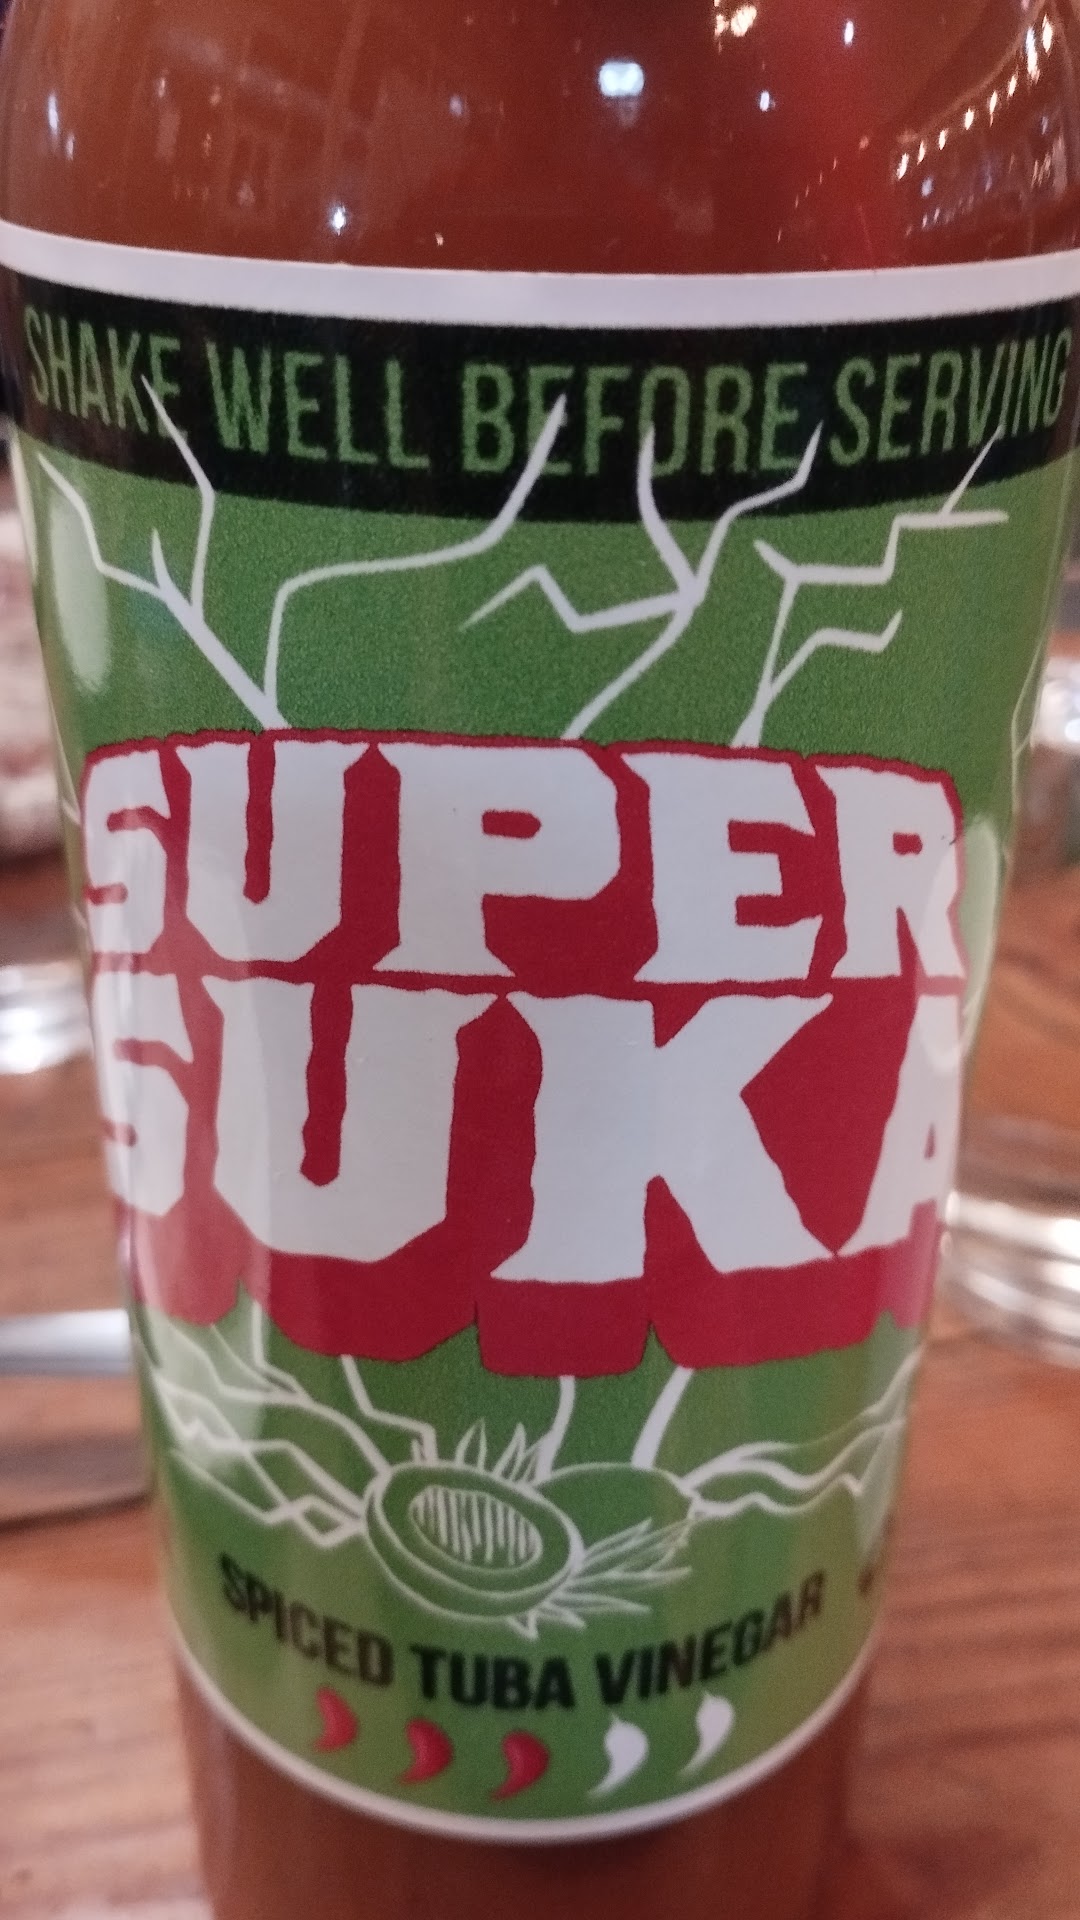 SHAKE WELL BEFORE SERVING
SUPER
SUKA
SPICED TUBA VINEGAR